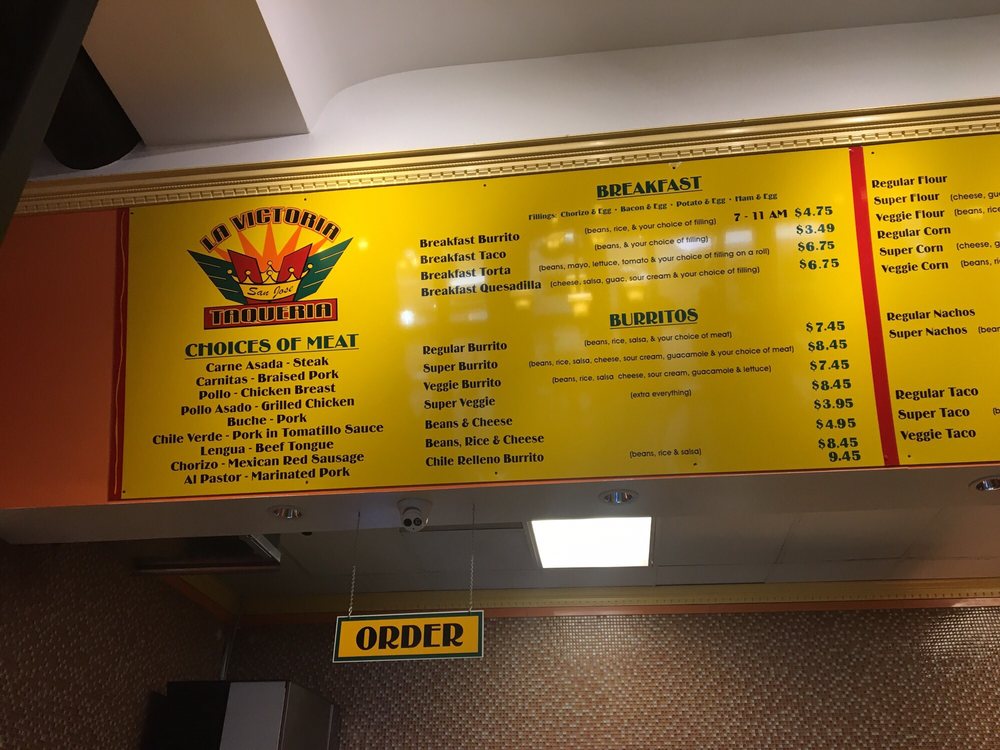 LA VICTORIA
San José
TAQUERIA
CHOICES OF MEAT
Carne Asada - Steak
Carnitas - Braised Pork
Pollo - Chicken Breast
Pollo Asado - Grilled Chicken
Buche - Pork
Chile Verde - Pork in Tomatillo Sauce
Lengua - Beef Tongue
Chorizo - Mexican Red Sausage
Al Pastor - Marinated Pork
BREAKFAST
Fillings: Chorizo & Egg · Bacon & Egg · Potato & Egg · Ham & Egg
7 - 11 AM
Breakfast Burrito (beans, rice, & your choice of filling) $4.75
Breakfast Taco (beans, & your choice of filling) $3.49
Breakfast Torta (beans, mayo, lettuce, tomato & your choice of filling on a roll) $6.75
Breakfast Quesadilla (cheese, salsa, guac, sour cream & your choice of filling) $6.75
BURRITOS
Regular Burrito (beans, rice, salsa, & your choice of meat) $7.45
Super Burrito (beans, rice, salsa, cheese, sour cream, guacamole & your choice of meat) $8.45
Veggie Burrito (beans, rice, salsa cheese, sour cream, guacamole & lettuce) $7.45
Super Veggie (extra everything) $8.45
Beans & Cheese $3.95
Beans, Rice & Cheese $4.95
Chile Relleno Burrito (beans, rice & salsa) $8.45
9.45
Regular Flour
Super Flour (cheese,
Veggie Flour (beans,
Regular Corn
Super Corn (cheese,
Veggie Corn (beans,
Regular Nachos
Super Nachos
Regular Taco
Super Taco
Veggie Taco
ORDER